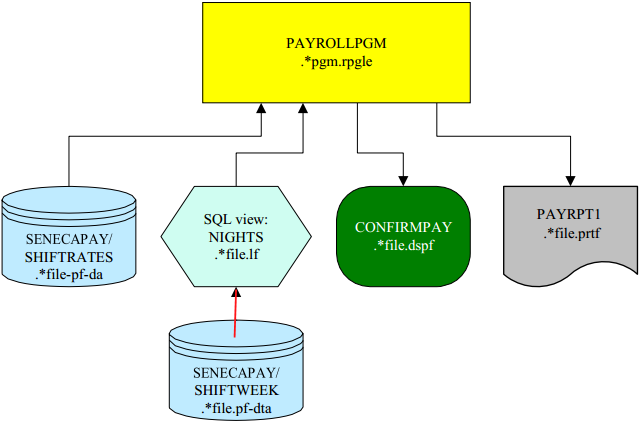 PAYROLLPGM
.*pgm.rpgle
SENECAPAY/
SHIFTRATES
.*file-pf-da
SQL view:
NIGHTS
.*file.lf
CONFIRMPAY
.*file.dspf
PAYRPT1
.*file.prtf
SENECAPAY/
SHIFTWEEK
.*file.pf-dta